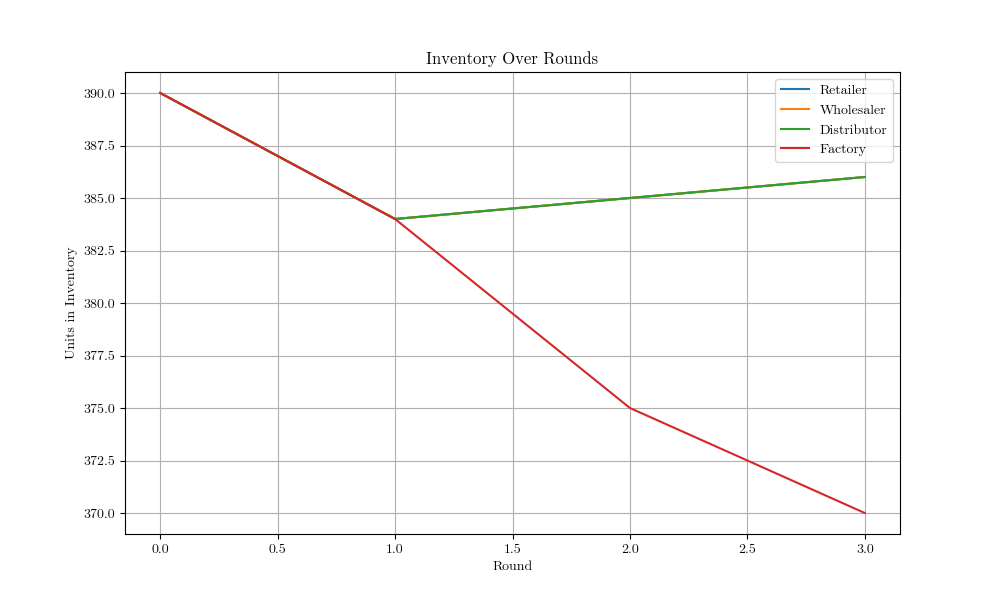 Inventory Over Rounds
Retailer
Wholesaler
Distributor
Factory
390.0
387.5
385.0
382.5
380.0
377.5
375.0
372.5
370.0
Units in Inventory
0.0 0.5 1.0 1.5 2.0 2.5 3.0
Round